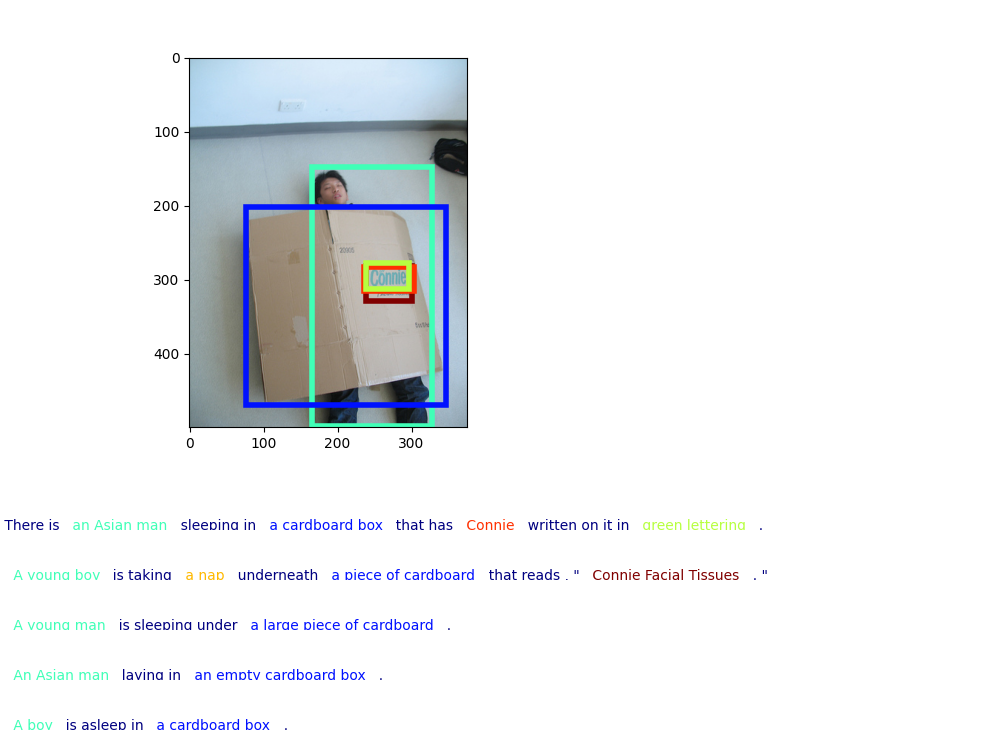 0
100
200
Connie
300
400
0 100 200 300
There is an Asian man sleeping in a cardboard box that has Connie written on it in green lettering .
A young boy is taking a nap underneath a piece of cardboard that reads , " Connie Facial Tissues . "
A young man is sleeping under a large piece of cardboard .
An Asian man laying in an empty cardboard box .
A boy is asleep in a cardboard box .